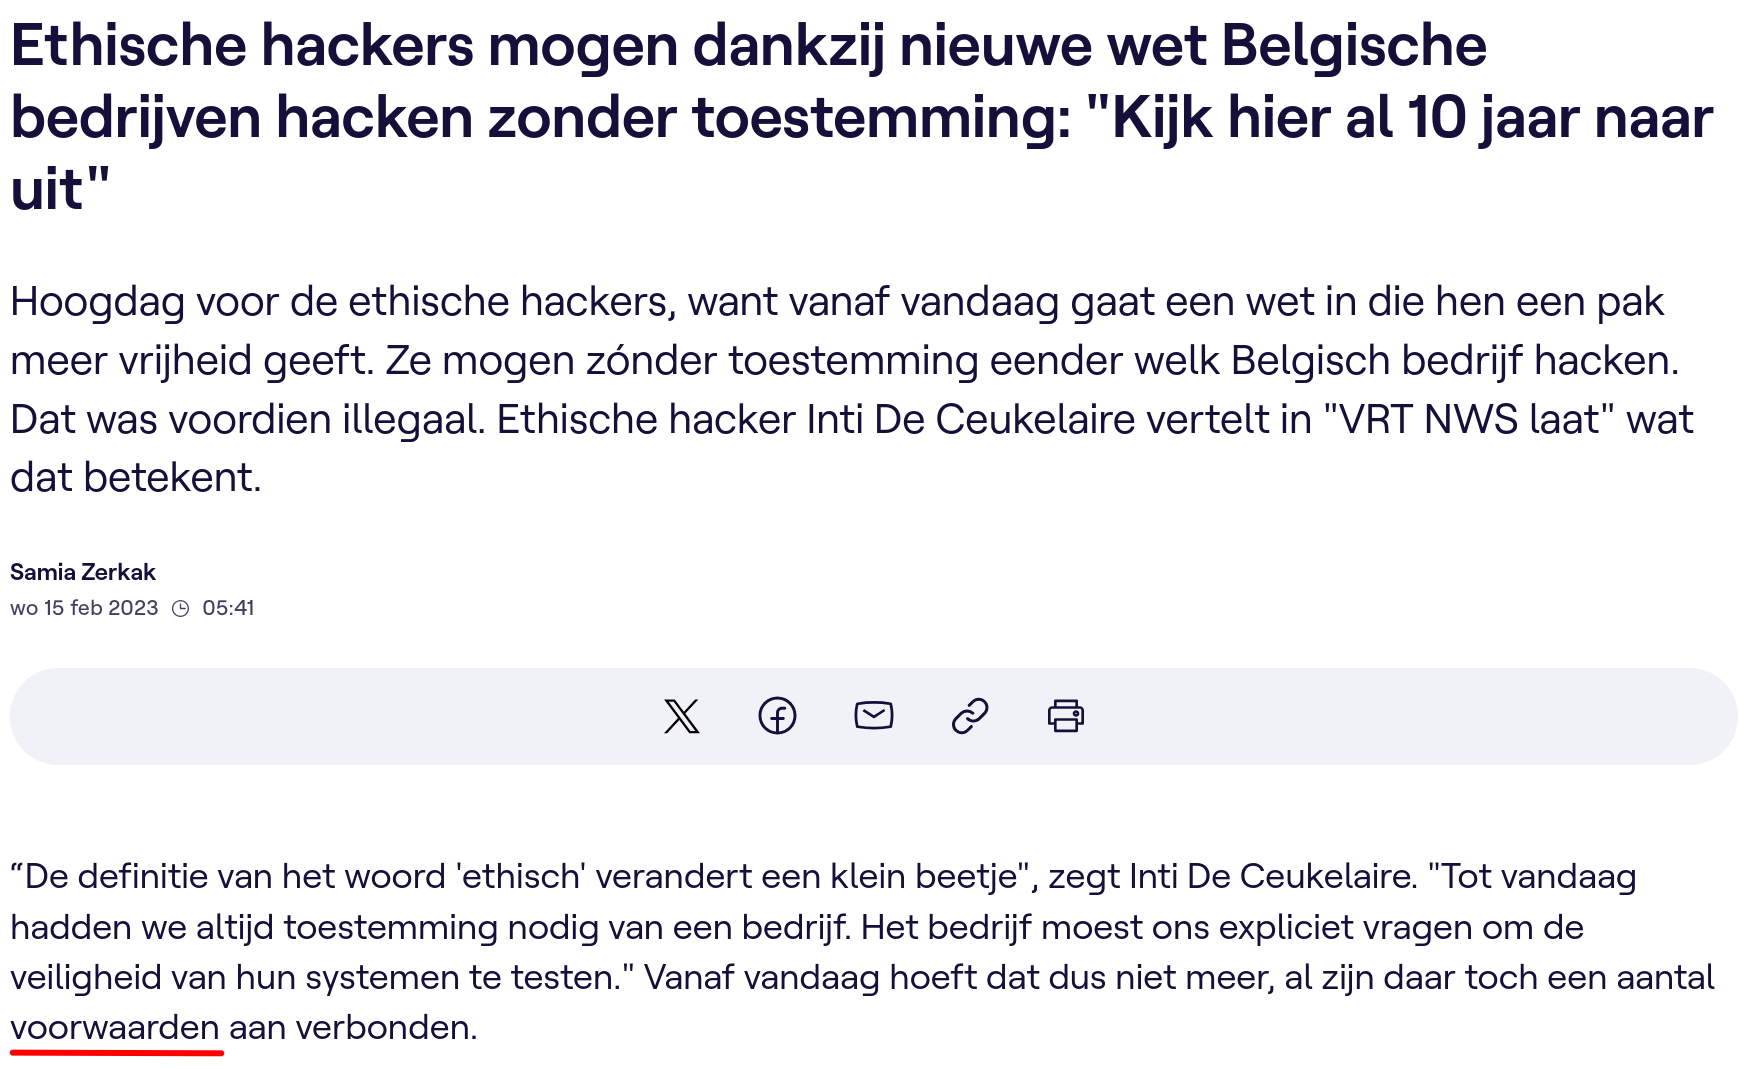 Ethische hackers mogen dankzij nieuwe wet Belgische
bedrijven hacken zonder toestemming: "Kijk hier al 10 jaar naar
uit"
Hoogdag voor de ethische hackers, want vanaf vandaag gaat een wet in die hen een pak
meer vrijheid geeft. Ze mogen zónder toestemming eender welk Belgisch bedrijf hacken.
Dat was voordien illegaal. Ethische hacker Inti De Ceukelaire vertelt in "VRT NWS laat" wat
dat betekent.
Samia Zerkak
wo 15 feb 2023 05:41
“De definitie van het woord 'ethisch' verandert een klein beetje", zegt Inti De Ceukelaire. "Tot vandaag
hadden we altijd toestemming nodig van een bedrijf. Het bedrijf moest ons expliciet vragen om de
veiligheid van hun systemen te testen." Vanaf vandaag hoeft dat dus niet meer, al zijn daar toch een aantal
voorwaarden aan verbonden.